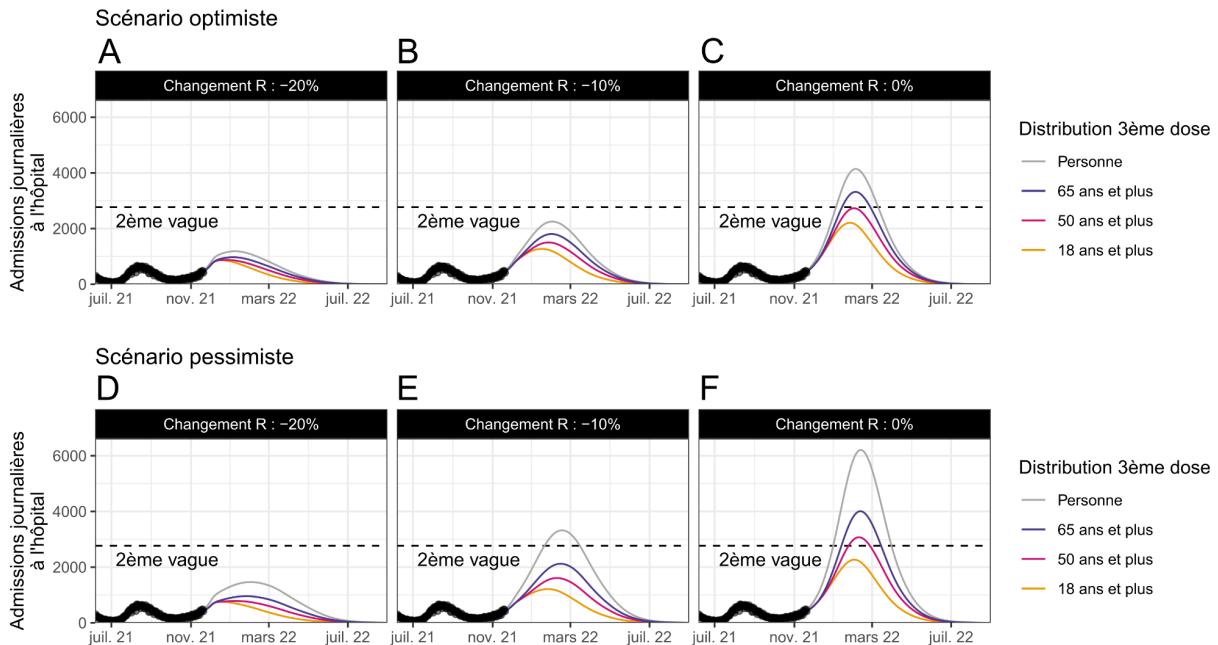 Scénario optimiste
A
B
C
Changement R : −20%
Changement R : −10%
Changement R : 0%
Admissions journalières
à l'hôpital
6000
4000
2000
0
2ème vague
2ème vague
2ème vague
juil. 21
nov. 21
mars 22
juil. 22
juil. 21
nov. 21
mars 22
juil. 22
juil. 21
nov. 21
mars 22
juil. 22
Distribution 3ème dose
Personne
65 ans et plus
50 ans et plus
18 ans et plus
Scénario pessimiste
D
E
F
Changement R : −20%
Changement R : −10%
Changement R : 0%
Admissions journalières
à l'hôpital
6000
4000
2000
0
2ème vague
2ème vague
2ème vague
juil. 21
nov. 21
mars 22
juil. 22
juil. 21
nov. 21
mars 22
juil. 22
juil. 21
nov. 21
mars 22
juil. 22
Distribution 3ème dose
Personne
65 ans et plus
50 ans et plus
18 ans et plus